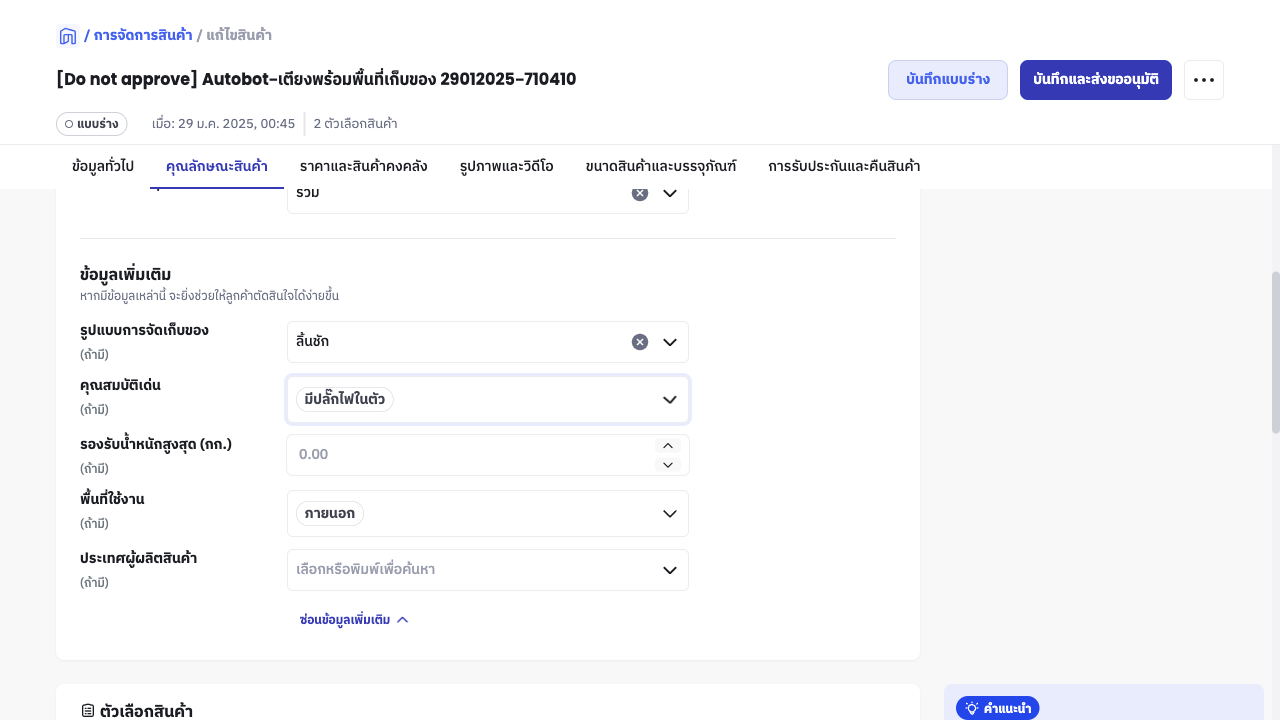 / การจัดการสินค้า / แก้ไขสินค้า
[Do not approve] Autobot-เตียงพร้อมพื้นที่เก็บของ 29012025-710410
บันทึกแบบร่าง
บันทึกและส่งขออนุมัติ
แบบร่าง
เมื่อ: 29 ม.ค. 2025, 00:45
2 ตัวเลือกสินค้า
ข้อมูลทั่วไป
คุณลักษณะสินค้า
ราคาและสินค้าคงคลัง
รูปภาพและวิดีโอ
ขนาดสินค้าและบรรจุภัณฑ์
การรับประกันและคืนสินค้า
รวม
ข้อมูลเพิ่มเติม
หากมีข้อมูลเหล่านี้ จะยิ่งช่วยให้ลูกค้าตัดสินใจได้ง่ายขึ้น
รูปแบบการจัดเก็บของ
(ถ้ามี)
ลิ้นชัก
คุณสมบัติเด่น
(ถ้ามี)
มีปลั๊กไฟในตัว
รองรับน้ำหนักสูงสุด (กก.)
(ถ้ามี)
0.00
พื้นที่ใช้งาน
(ถ้ามี)
ภายนอก
ประเทศผู้ผลิตสินค้า
(ถ้ามี)
เลือกหรือพิมพ์เพื่อค้นหา
ซ่อนข้อมูลเพิ่มเติม
ตัวเลือกสินค้า
คำแนะนำ